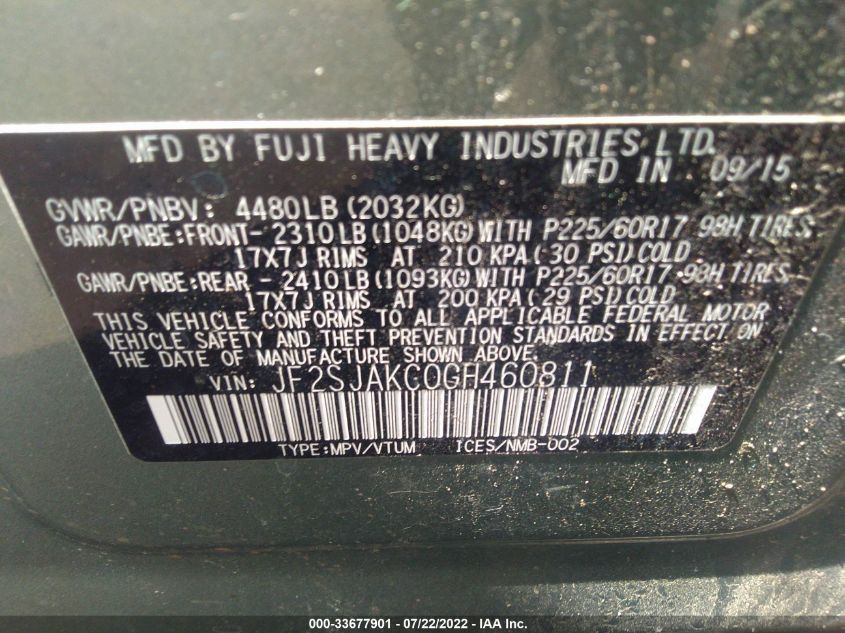 MFD BY FUJI HEAVY INDUSTRIES LTD.
MFD IN 09/15
GVWR/PNBV: 4480LB (2032KG)
GAWR/PNBE:FRONT- 2310LB (1048KG) WITH P225/60R17 98H TIRES
17X7J RIMS AT 210 KPA (30 PSI) COLD
GAWR/PNBE:REAR - 2410LB (1093KG) WITH P225/60R17 98H TIRES
17X7J RIMS AT 200 KPA (29 PSI) COLD
THIS VEHICLE CONFORMS TO ALL APPLICABLE FEDERAL MOTOR
VEHICLE SAFETY AND THEFT PREVENTION STANDARDS IN EFFECT ON
THE DATE OF MANUFACTURE SHOWN ABOVE.
VIN: JF2SJAKC0GH460811
TYPE:MPV/VTUM ICES/NMB-002
000-33677901 - 07/22/2022 - IAA Inc.